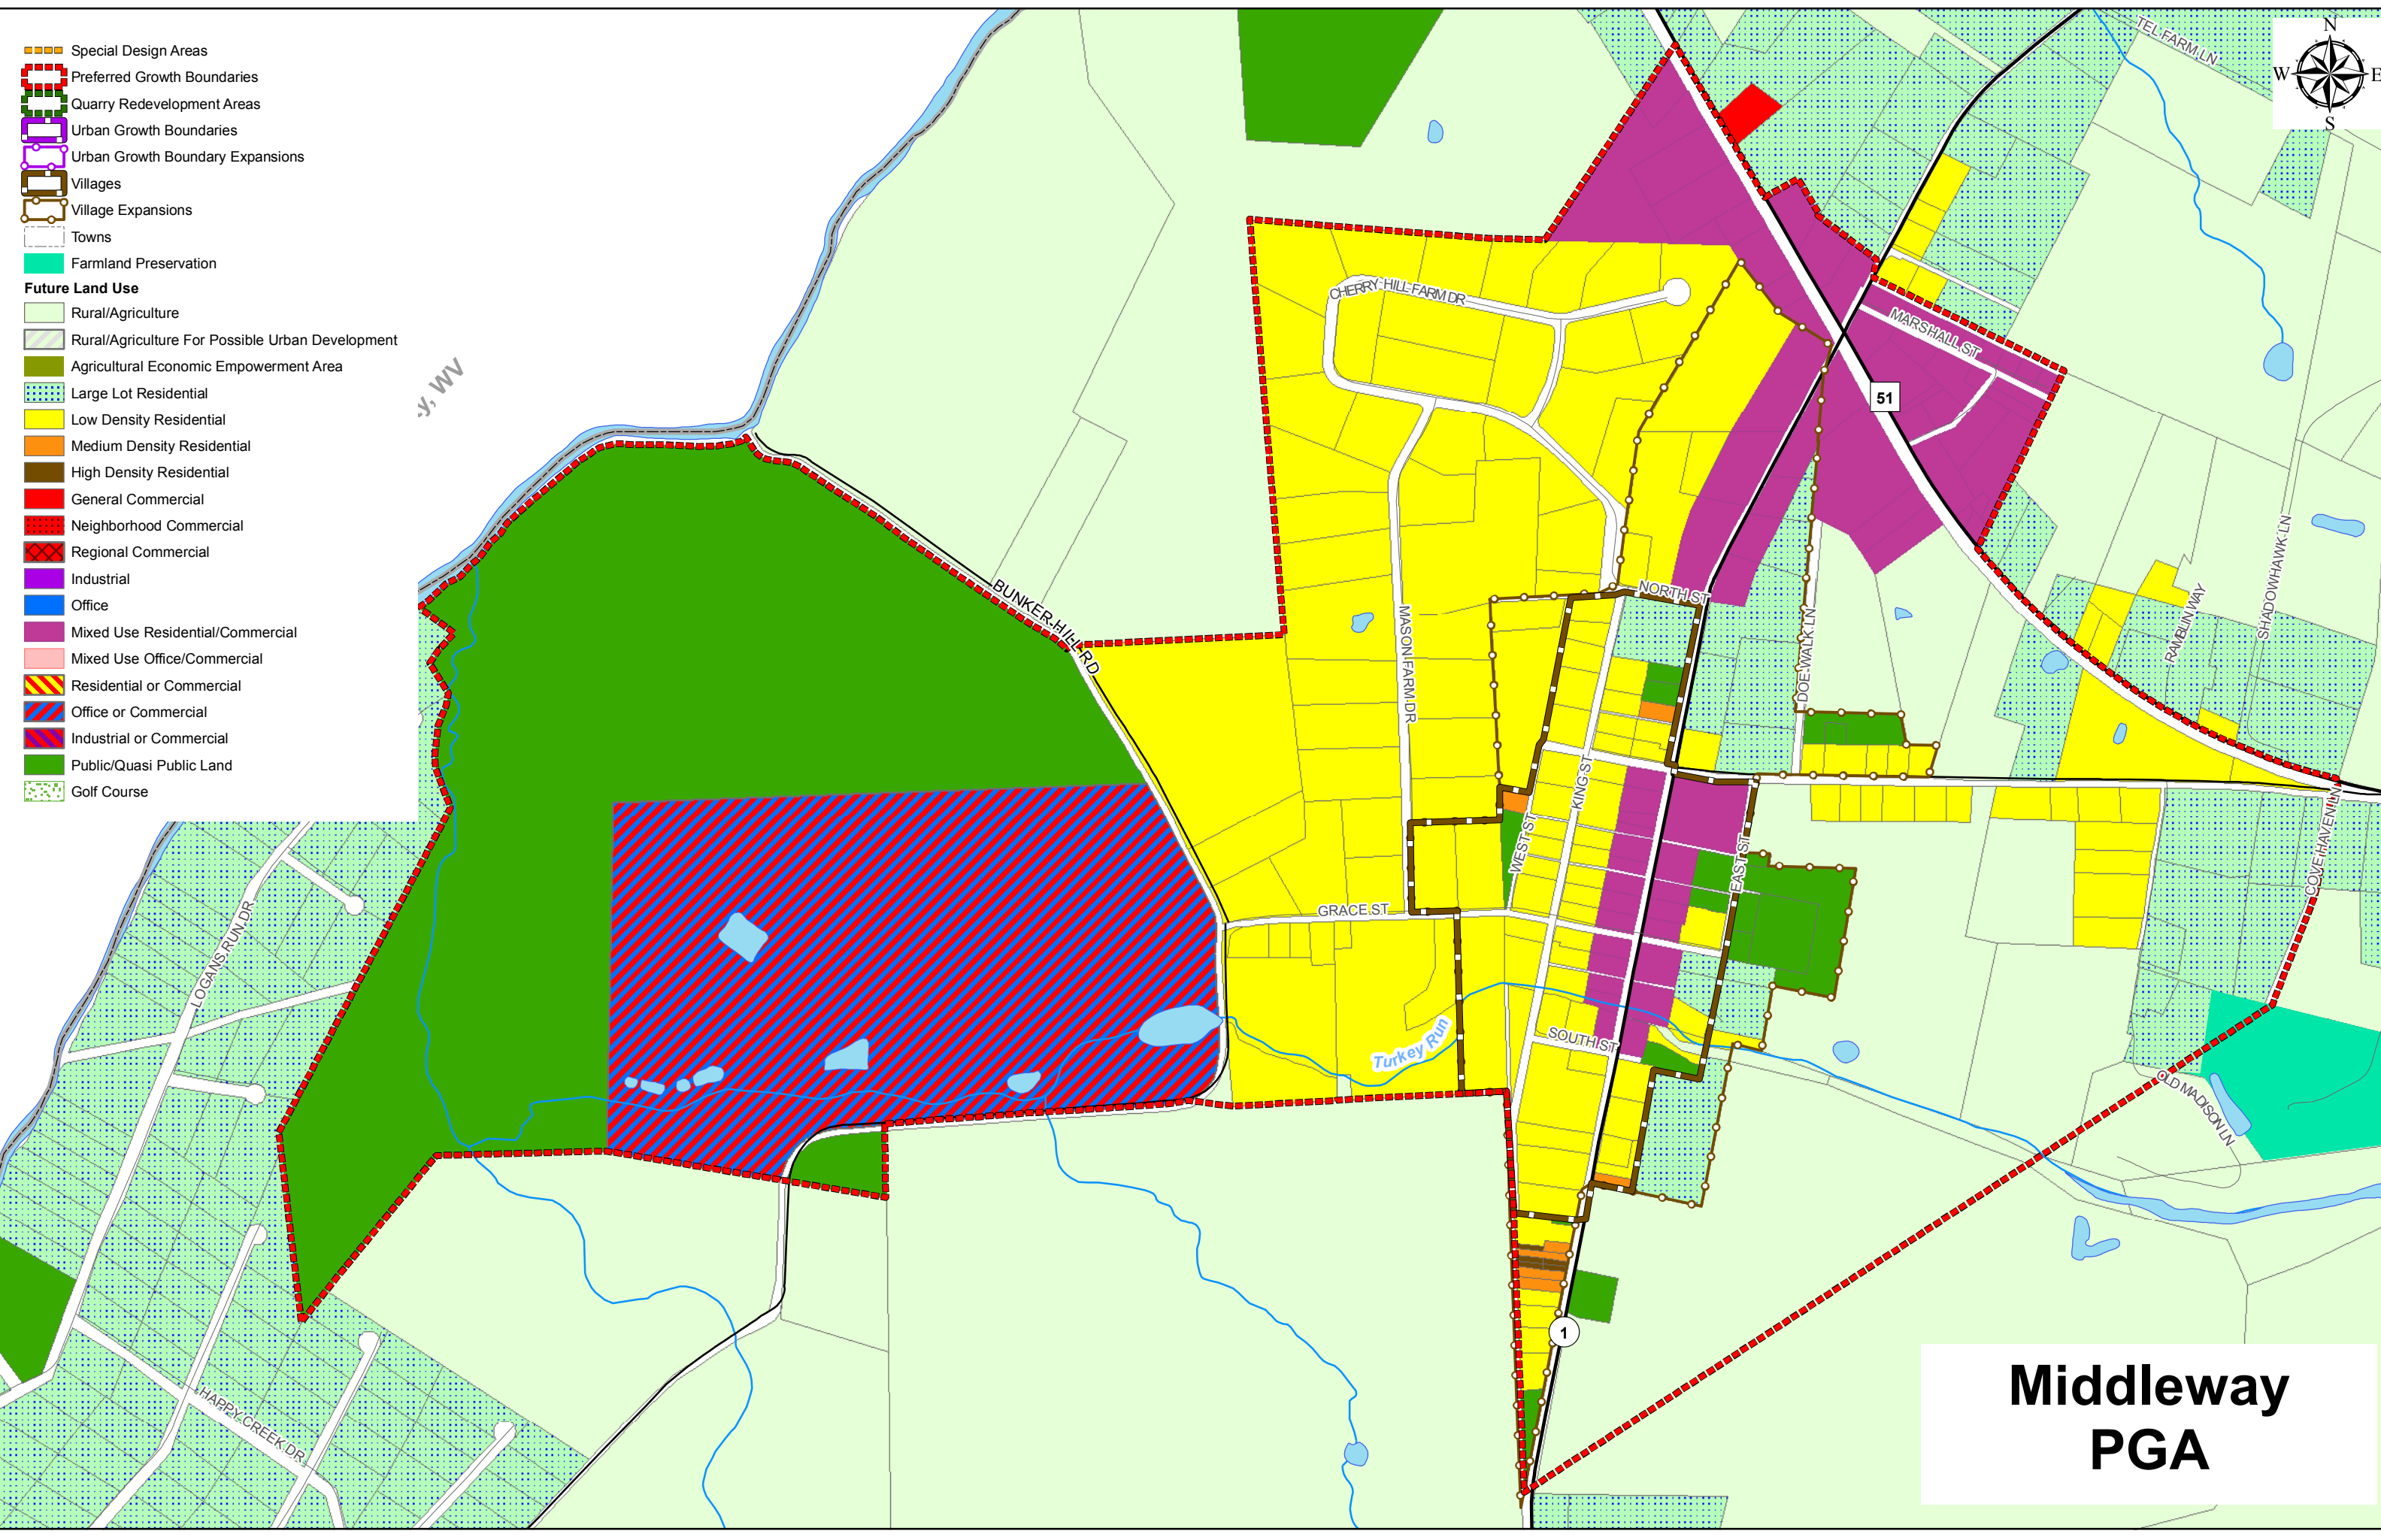 Special Design Areas
Preferred Growth Boundaries
Quarry Redevelopment Areas
Urban Growth Boundaries
Urban Growth Boundary Expansions
Villages
Village Expansions
Towns
Farmland Preservation
Future Land Use
Rural/Agriculture
Rural/Agriculture For Possible Urban Development
Agricultural Economic Empowerment Area
Large Lot Residential
Low Density Residential
Medium Density Residential
High Density Residential
General Commercial
Neighborhood Commercial
Regional Commercial
Industrial
Office
Mixed Use Residential/Commercial
Mixed Use Office/Commercial
Residential or Commercial
Office or Commercial
Industrial or Commercial
Public/Quasi Public Land
Golf Course
y, WV
TEL FARM LN
N
W
E
S
CHERRY HILL FARM DR
MARSHALL ST
51
BUNKER HILL RD
NORTH ST
MASON FARM DR
DOEWALK LN
RAMBLIN WAY
SHADOWHAWK LN
KING ST
WEST ST
EAST ST
COVE HAVEN LN
GRACE ST
LOGANS RUN DR
SOUTH ST
Turkey Run
OLD MADISON LN
1
HAPPY CREEK DR
Middleway
PGA